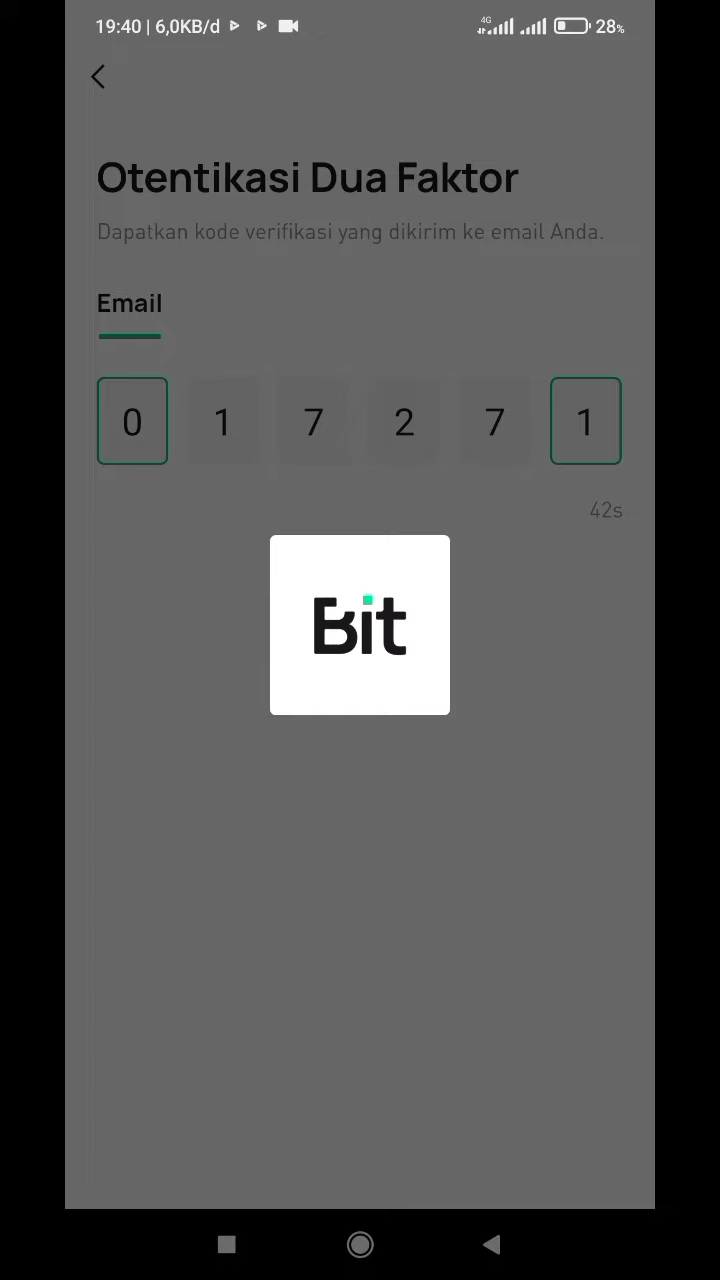 19:40 | 6,0KB/d 4G 28%
Otentikasi Dua Faktor
Dapatkan kode verifikasi yang dikirim ke email Anda.
Email
0 1 7 2 7 1
42s
Bit